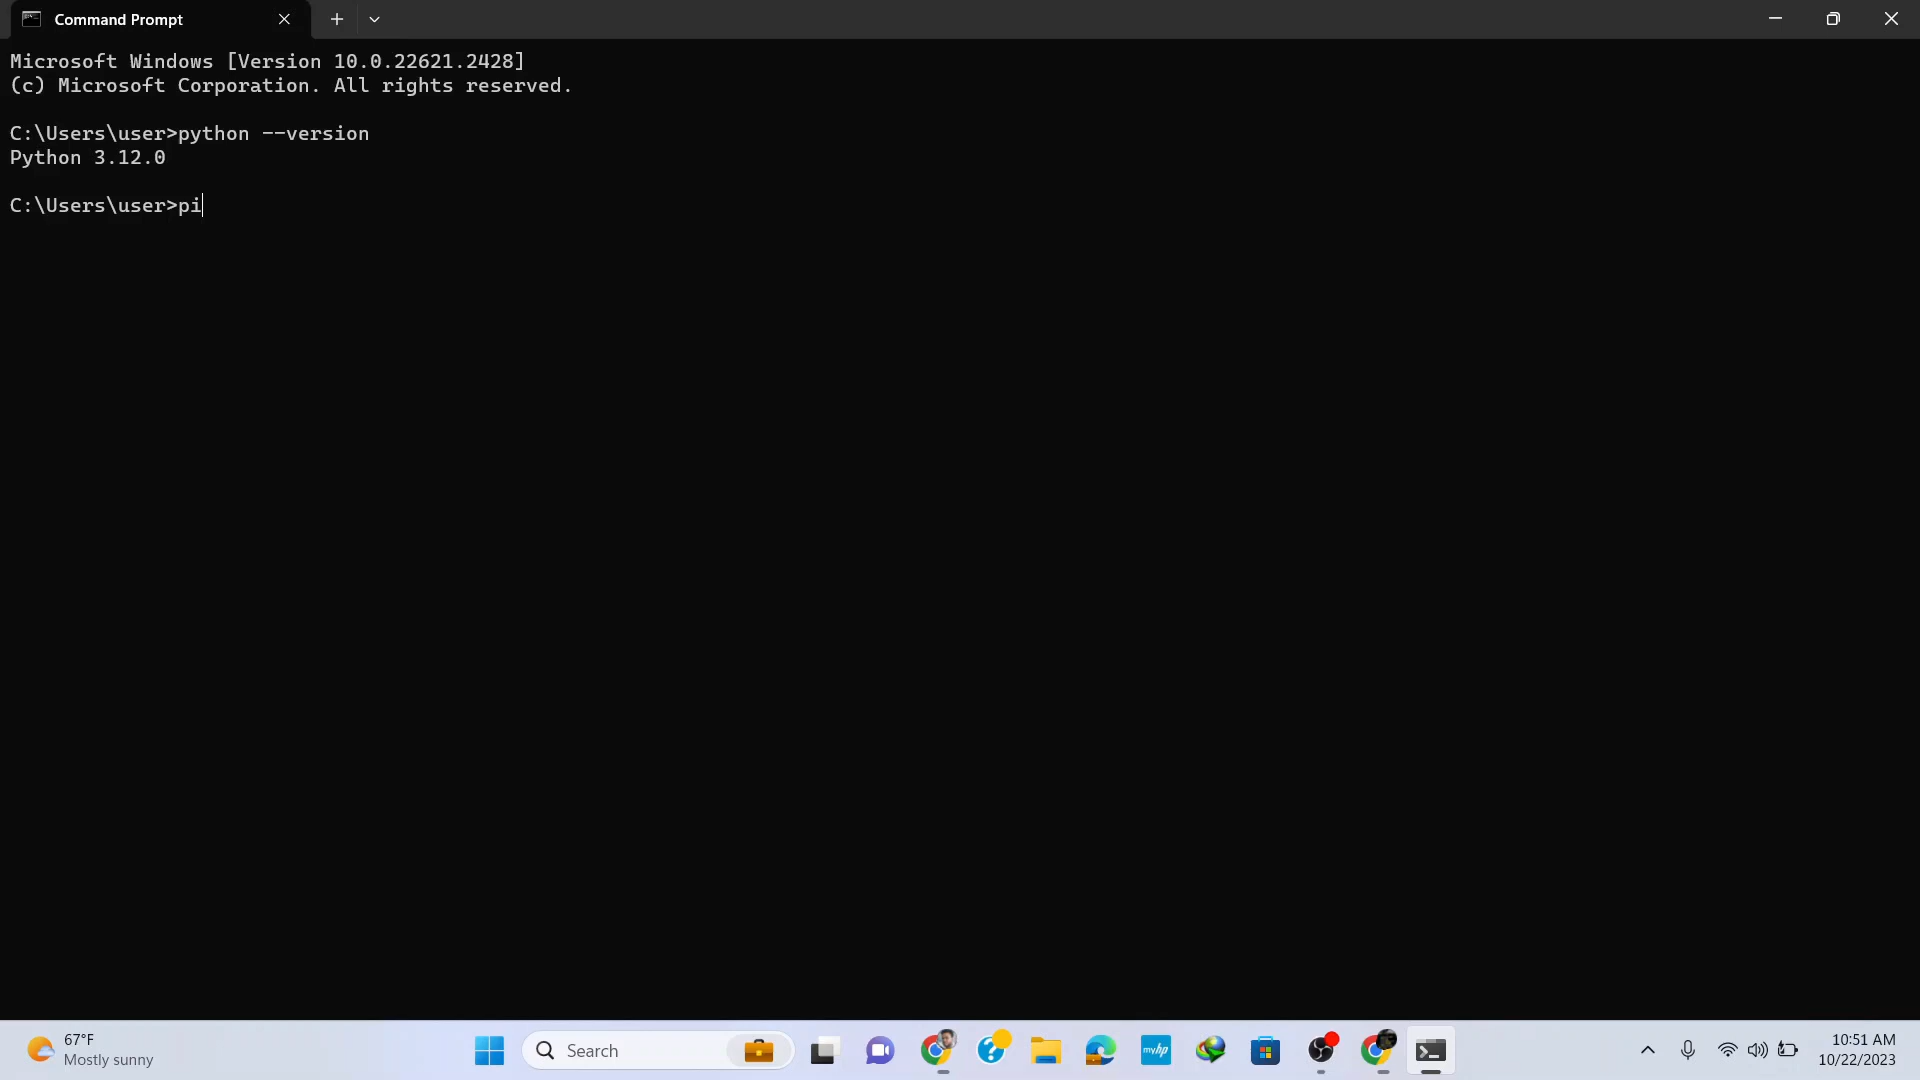 Command Prompt
Microsoft Windows [Version 10.0.22621.2428]
(c) Microsoft Corporation. All rights reserved.
C:\Users\user>python --version
Python 3.12.0
C:\Users\user>pi
67°F
Mostly sunny
Search
myhp
10:51 AM
10/22/2023